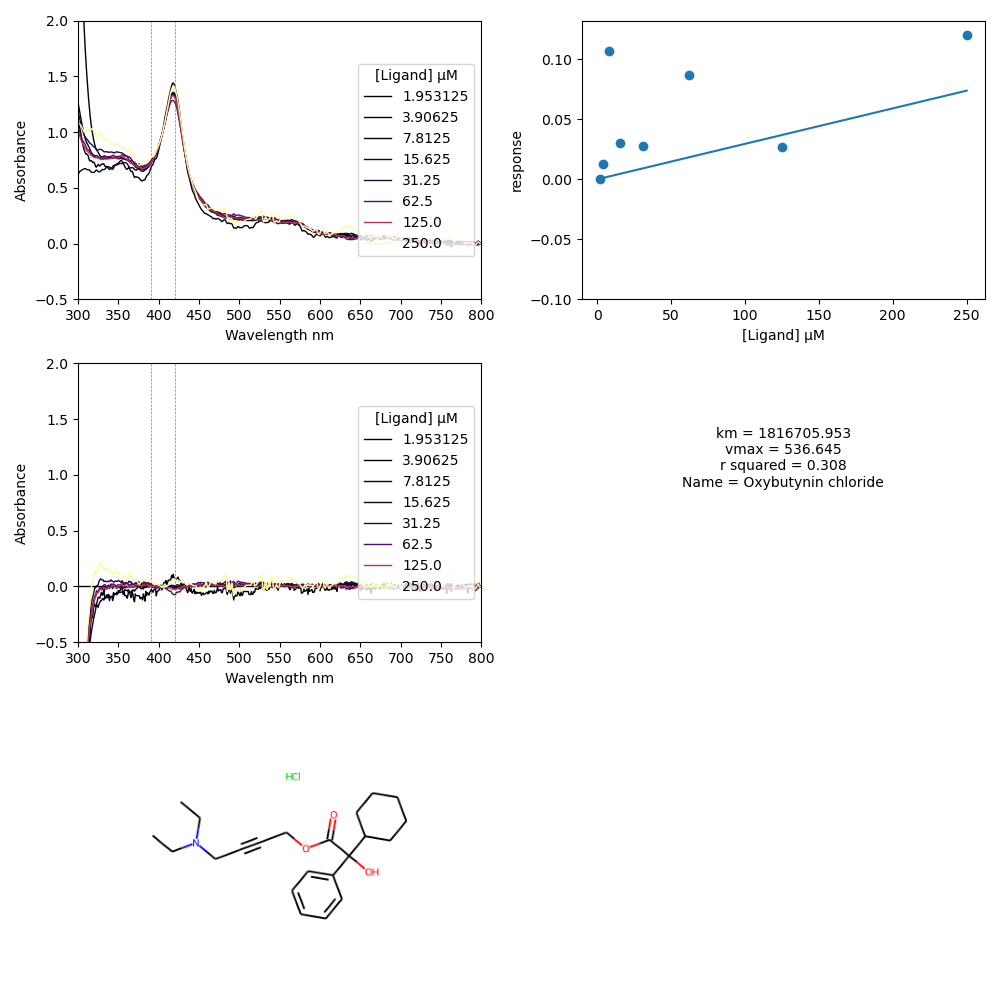 2.0
1.5
1.0
0.5
0.0
−0.5
Absorbance
300 350 400 450 500 550 600 650 700 750 800
Wavelength nm
[Ligand] μM
1.953125
3.90625
7.8125
15.625
31.25
62.5
125.0
250.0
0.10
0.05
0.00
−0.05
−0.10
response
0 50 100 150 200 250
[Ligand] μM
2.0
1.5
1.0
0.5
0.0
−0.5
Absorbance
300 350 400 450 500 550 600 650 700 750 800
Wavelength nm
[Ligand] μM
1.953125
3.90625
7.8125
15.625
31.25
62.5
125.0
250.0
km = 1816705.953
vmax = 536.645
r squared = 0.308
Name = Oxybutynin chloride
HCl
O
N
O
OH